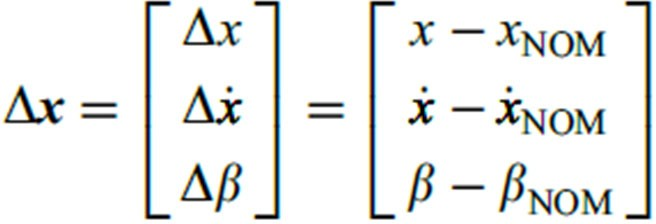 Δx = [ Δx ; Δẋ ; Δβ ] = [ x − x_NOM ; ẋ − ẋ_NOM ; β − β_NOM ]